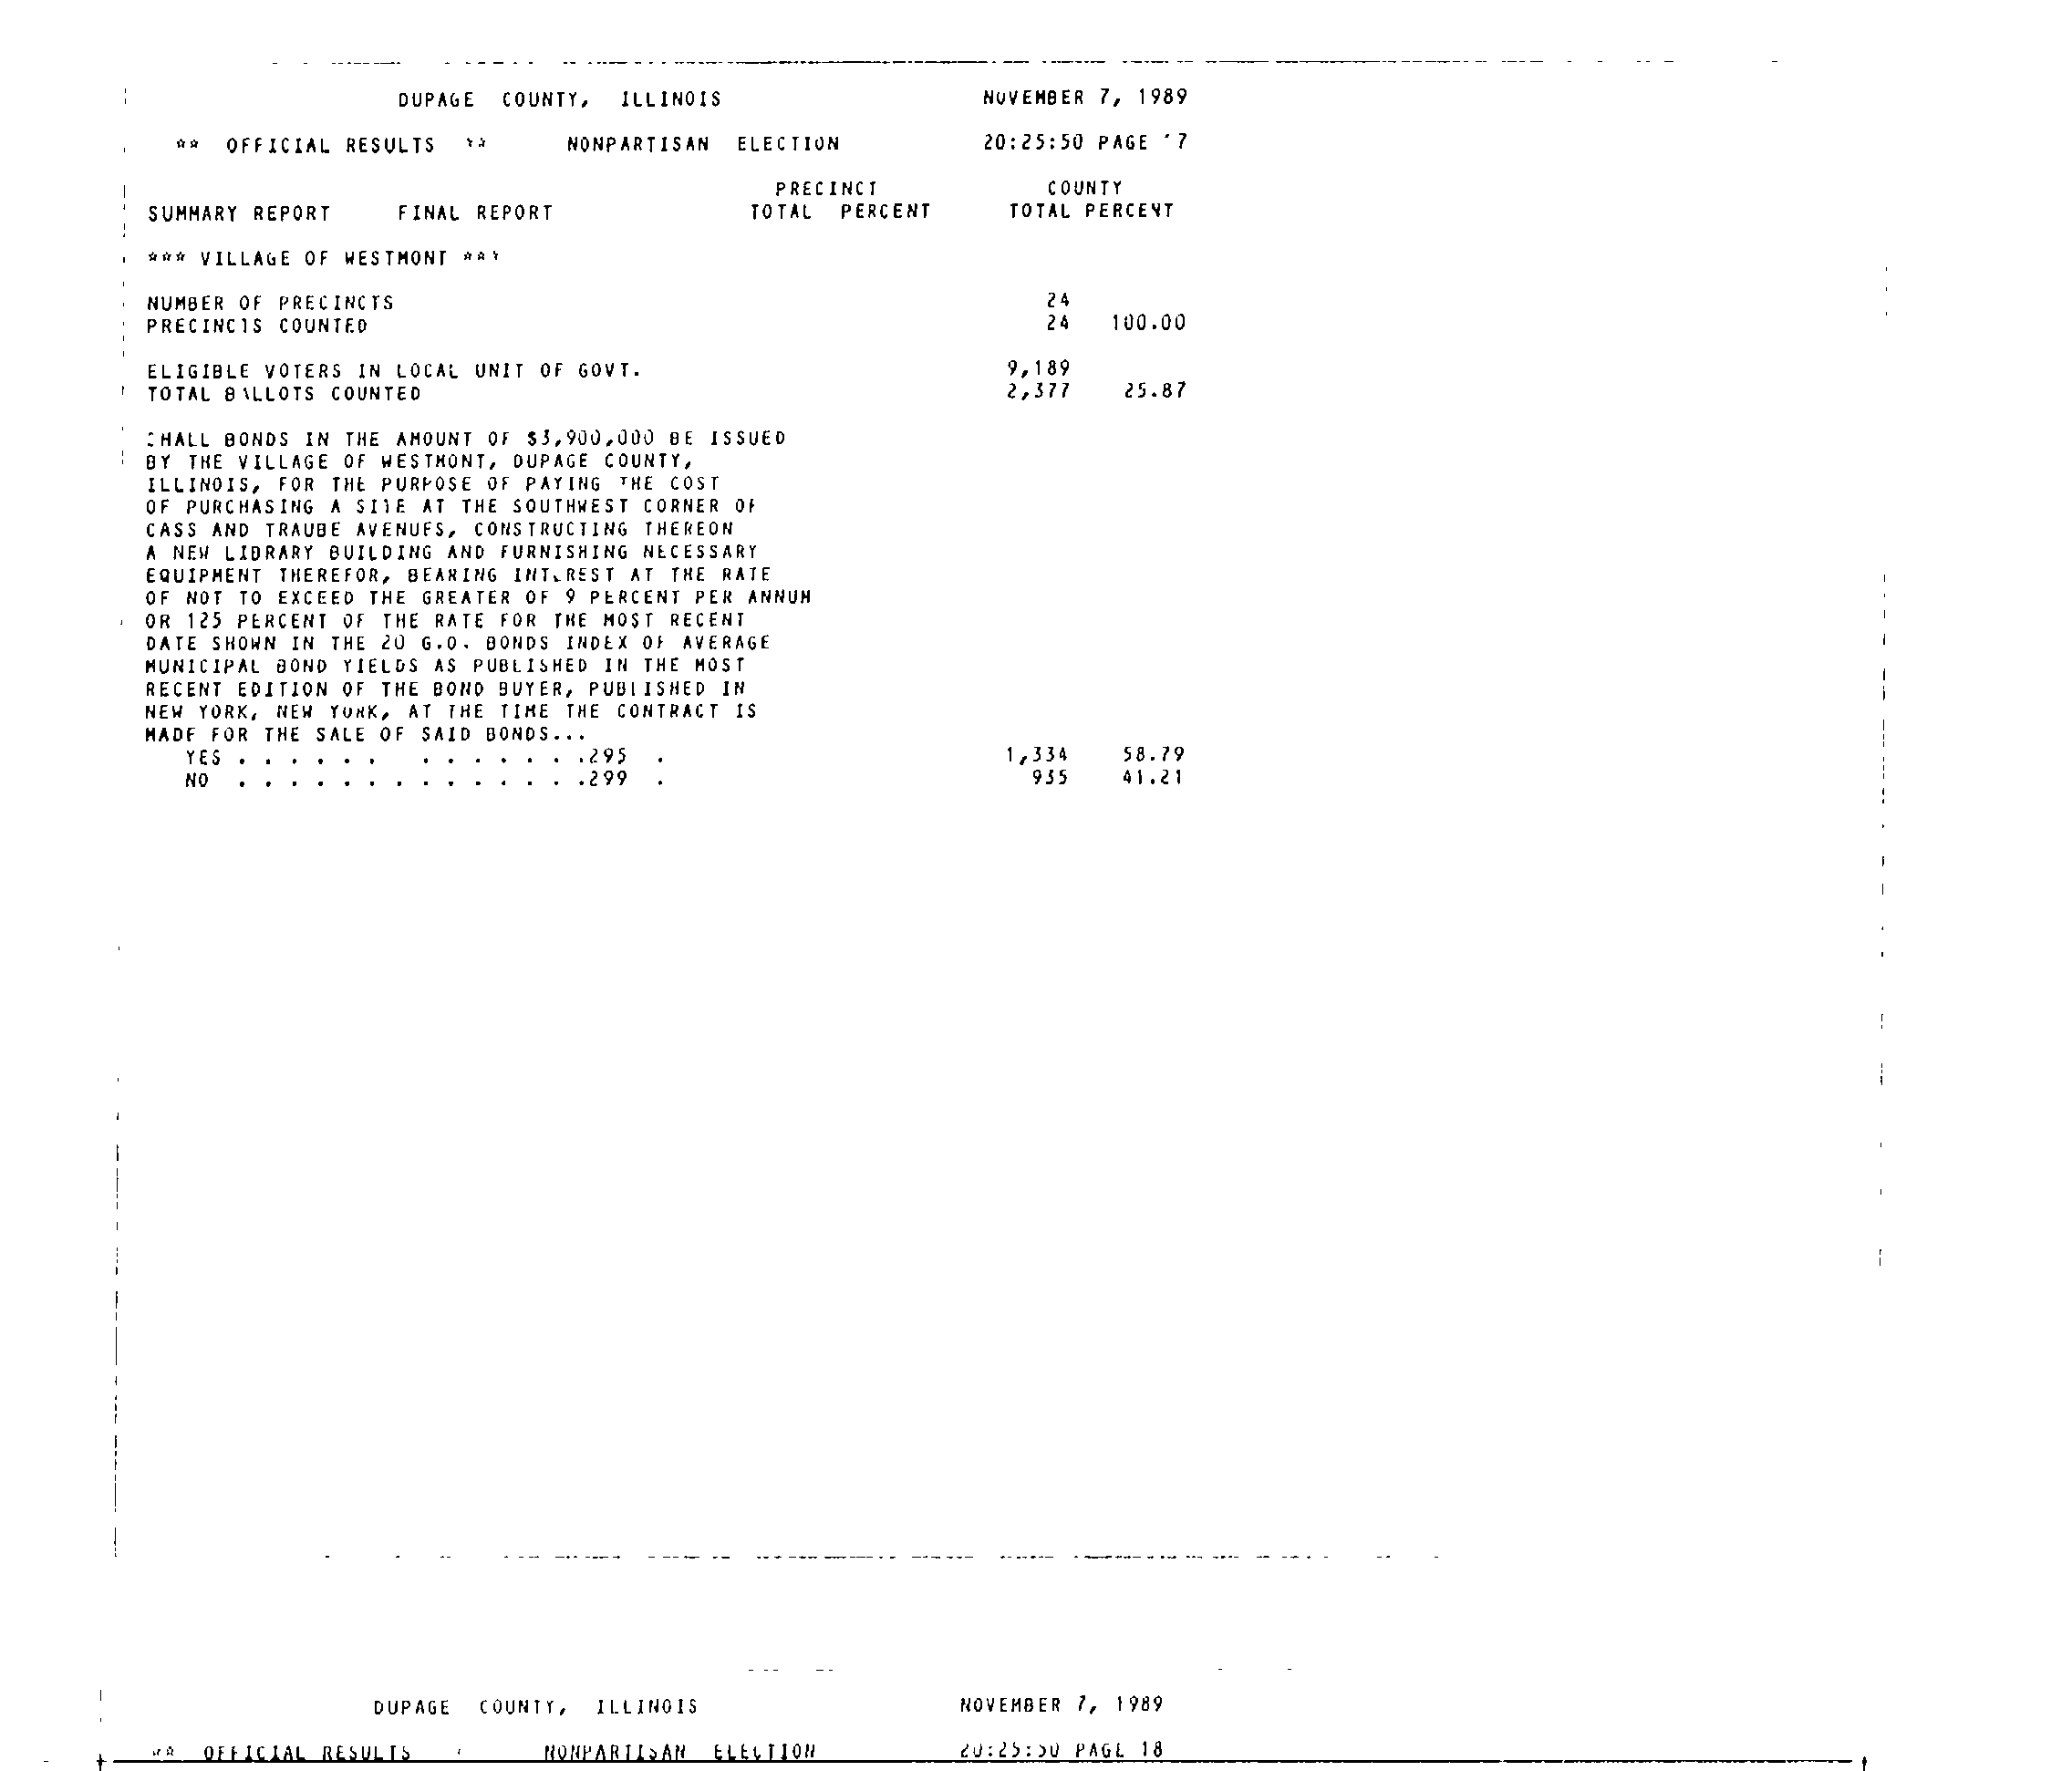 DUPAGE COUNTY, ILLINOIS NOVEMBER 7, 1989
** OFFICIAL RESULTS ** NONPARTISAN ELECTION 20:25:50 PAGE 17
PRECINCT COUNTY
SUMMARY REPORT FINAL REPORT TOTAL PERCENT TOTAL PERCENT
*** VILLAGE OF WESTMONT ***
NUMBER OF PRECINCTS 24
PRECINCTS COUNTED 24 100.00
ELIGIBLE VOTERS IN LOCAL UNIT OF GOVT. 9,189
TOTAL BALLOTS COUNTED 2,377 25.87
SHALL BONDS IN THE AMOUNT OF $3,900,000 BE ISSUED
BY THE VILLAGE OF WESTMONT, DUPAGE COUNTY,
ILLINOIS, FOR THE PURPOSE OF PAYING THE COST
OF PURCHASING A SITE AT THE SOUTHWEST CORNER OF
CASS AND TRAUBE AVENUES, CONSTRUCTING THEREON
A NEW LIBRARY BUILDING AND FURNISHING NECESSARY
EQUIPMENT THEREFOR, BEARING INTEREST AT THE RATE
OF NOT TO EXCEED THE GREATER OF 9 PERCENT PER ANNUM
OR 125 PERCENT OF THE RATE FOR THE MOST RECENT
DATE SHOWN IN THE 20 G.O. BONDS INDEX OF AVERAGE
MUNICIPAL BOND YIELDS AS PUBLISHED IN THE MOST
RECENT EDITION OF THE BOND BUYER, PUBLISHED IN
NEW YORK, NEW YORK, AT THE TIME THE CONTRACT IS
MADE FOR THE SALE OF SAID BONDS...
YES . . . . . . . . . . . . .295 . 1,334 58.79
NO . . . . . . . . . . . . . .299 . 935 41.21
DUPAGE COUNTY, ILLINOIS NOVEMBER 7, 1989
** OFFICIAL RESULTS NONPARTISAN ELECTION 20:25:50 PAGE 18